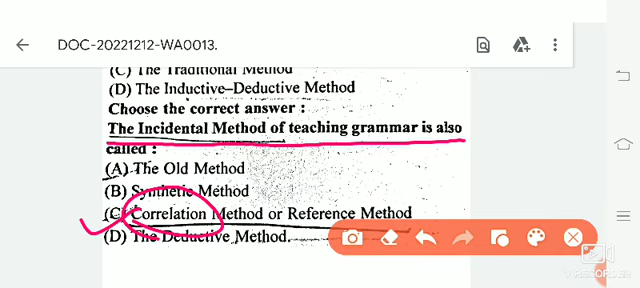 DOC-20221212-WA0013.
(C) The Traditional Method
(D) The Inductive–Deductive Method
Choose the correct answer :
The Incidental Method of teaching grammar is also
called :
(A) The Old Method
(B) Synthetic Method
(C) Correlation Method or Reference Method
(D) The Deductive Method.
RECORDER